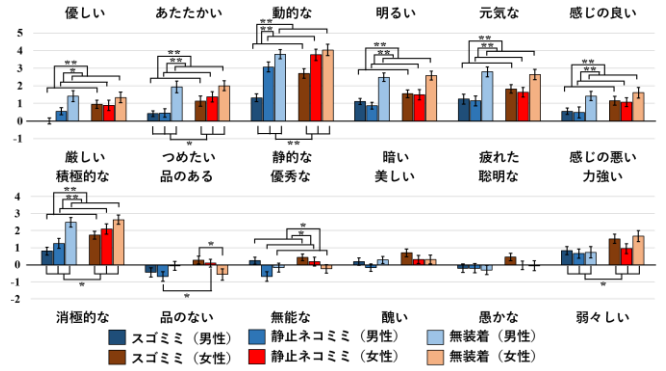 優しい あたたかい 動的な 明るい 元気な 感じの良い
** ** ** ** ** **
* ** ** ** ** **
5
4
3
2
1
0
-1
* **
厳しい つめたい 静的な 暗い 疲れた 感じの悪い
積極的な 品のある 優秀な 美しい 聡明な 力強い
** *
** * *
4
3
2
1
0
-1
-2
* * *
消極的な 品のない 無能な 醜い 愚かな 弱々しい
スゴミミ（男性） 静止ネコミミ（男性） 無装着（男性）
スゴミミ（女性） 静止ネコミミ（女性） 無装着（女性）